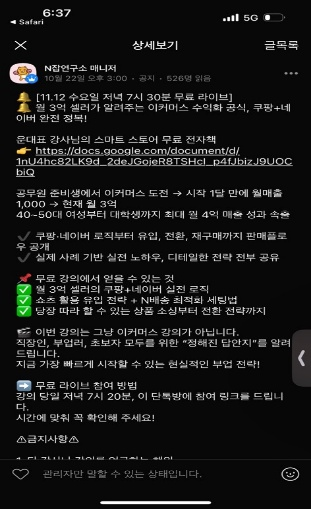 6:37
5G
Safari
상세보기
글목록
N잡연구소 매니저
10월 22일 오후 3:00 · 공지 · 526명 읽음
🔔 [11.12 수요일 저녁 7시 30분 무료 라이브]
🔔 월 3억 셀러가 알려주는 이커머스 수익화 공식, 쿠팡+네
이버 완전 정복!
운대표 강사님의 스마트 스토어 무료 전자책
👉 https://docs.google.com/document/d/
1nU4hc82LK9d_2deJGojeR8TSHcI_p4fJbizJ9UOC
biQ
공무원 준비생에서 이커머스 도전 → 시작 1달 만에 월매출
1,000 → 현재 월 3억
40~50대 여성부터 대학생까지 최대 월 4억 매출 성과 속출
✔ 쿠팡·네이버 로직부터 유입, 전환, 재구매까지 판매플로
우 공개
✔ 실제 사례 기반 실전 노하우, 디테일한 전략 전부 공유
📌 무료 강의에서 얻을 수 있는 것
✅ 월 3억 셀러의 쿠팡+네이버 실전 로직
✅ 쇼츠 활용 유입 전략 + N배송 최적화 세팅법
✅ 당장 따라 할 수 있는 상품 소싱부터 전환 전략까지
🎬 이번 강의는 그냥 이커머스 강의가 아닙니다.
직장인, 부업러, 초보자 모두를 위한 “정해진 답안지”를 알려
드립니다.
지금 가장 빠르게 시작할 수 있는 현실적인 부업 전략!
➡️ 무료 라이브 참여 방법
강의 당일 저녁 7시 20분, 이 단톡방에 참여 링크를 드립니
다.
시간에 맞춰 꼭 확인해 주세요!
⚠금지사항⚠
관리자만 말할 수 있는 상태입니다.